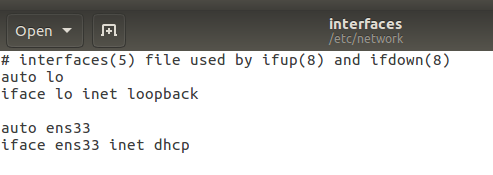 Open
interfaces
/etc/network
# interfaces(5) file used by ifup(8) and ifdown(8)
auto lo
iface lo inet loopback

auto ens33
iface ens33 inet dhcp